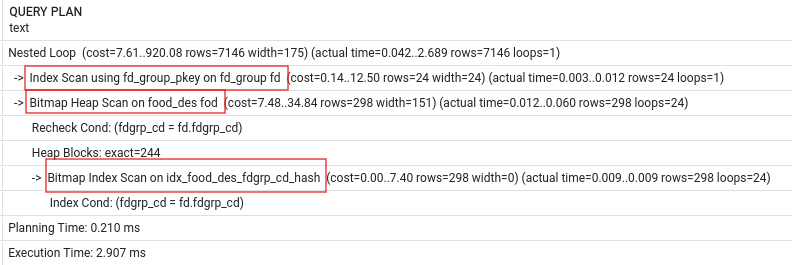 QUERY PLAN
text
Nested Loop (cost=7.61..920.08 rows=7146 width=175) (actual time=0.042..2.689 rows=7146 loops=1)
-> Index Scan using fd_group_pkey on fd_group fd (cost=0.14..12.50 rows=24 width=24) (actual time=0.003..0.012 rows=24 loops=1)
-> Bitmap Heap Scan on food_des fod (cost=7.48..34.84 rows=298 width=151) (actual time=0.012..0.060 rows=298 loops=24)
Recheck Cond: (fdgrp_cd = fd.fdgrp_cd)
Heap Blocks: exact=244
-> Bitmap Index Scan on idx_food_des_fdgrp_cd_hash (cost=0.00..7.40 rows=298 width=0) (actual time=0.009..0.009 rows=298 loops=24)
Index Cond: (fdgrp_cd = fd.fdgrp_cd)
Planning Time: 0.210 ms
Execution Time: 2.907 ms